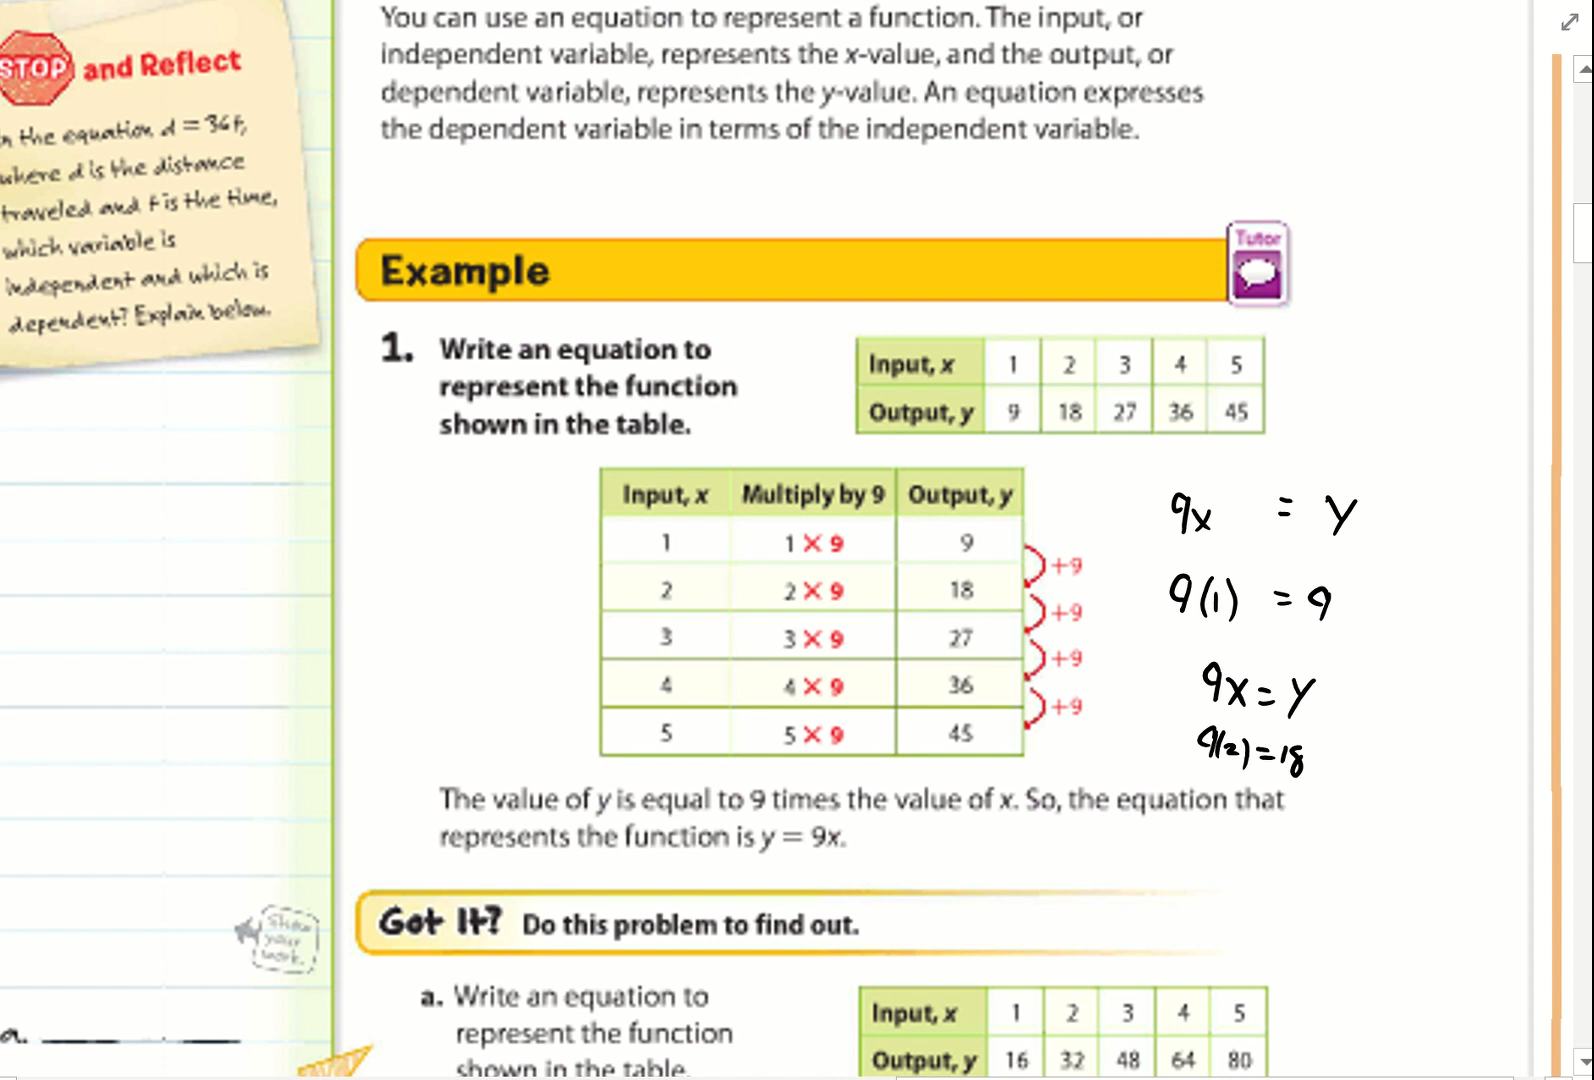 STOP and Reflect
n the equation d = 36t,
where d is the distance
traveled and t is the time,
which variable is
independent and which is
dependent? Explain below.
You can use an equation to represent a function. The input, or
independent variable, represents the x-value, and the output, or
dependent variable, represents the y-value. An equation expresses
the dependent variable in terms of the independent variable.
Example
Tutor
1. Write an equation to
represent the function
shown in the table.
Input, x 1 2 3 4 5
Output, y 9 18 27 36 45
Input, x Multiply by 9 Output, y
1 1 × 9 9
+9
2 2 × 9 18
+9
3 3 × 9 27
+9
4 4 × 9 36
+9
5 5 × 9 45
9x = y
9(1) = 9
9x = y
9(2) = 18
The value of y is equal to 9 times the value of x. So, the equation that
represents the function is y = 9x.
Got It? Do this problem to find out.
Show
your
work.
a. Write an equation to
represent the function
shown in the table.
Input, x 1 2 3 4 5
Output, y 16 32 48 64 80
a.